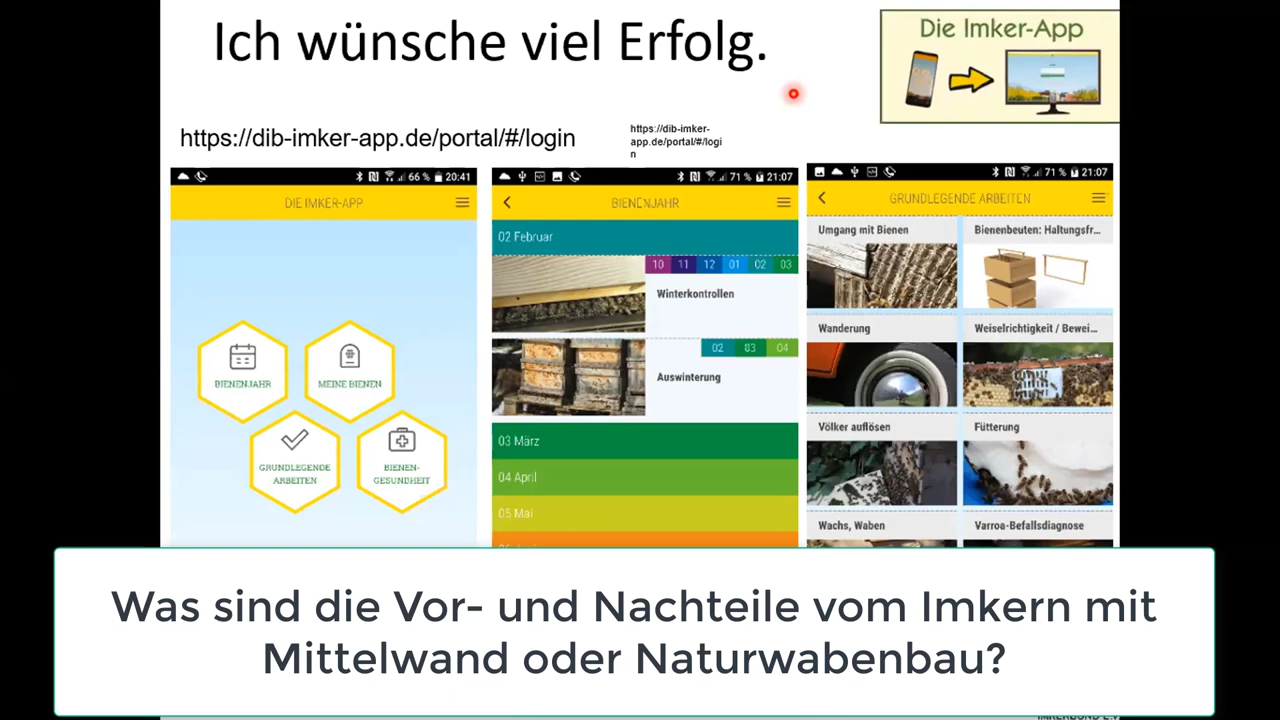 Ich wünsche viel Erfolg.
Die Imker-App
https://dib-imker-app.de/portal/#/login
https://dib-imker-
app.de/portal/#/logi
n
66 % 20:41
DIE IMKER-APP
BIENENJAHR
MEINE BIENEN
GRUNDLEGENDE
ARBEITEN
BIENEN-
GESUNDHEIT
71 % 21:07
BIENENJAHR
02 Februar
10 11 12 01 02 03
Winterkontrollen
02 03 04
Auswinterung
03 März
04 April
05 Mai
71 % 21:07
GRUNDLEGENDE ARBEITEN
Umgang mit Bienen
Bienenbeuten: Haltungsfr...
Wanderung
Weiselrichtigkeit / Bewei...
Völker auflösen
Fütterung
Wachs, Waben
Varroa-Befallsdiagnose
Was sind die Vor- und Nachteile vom Imkern mit
Mittelwand oder Naturwabenbau?